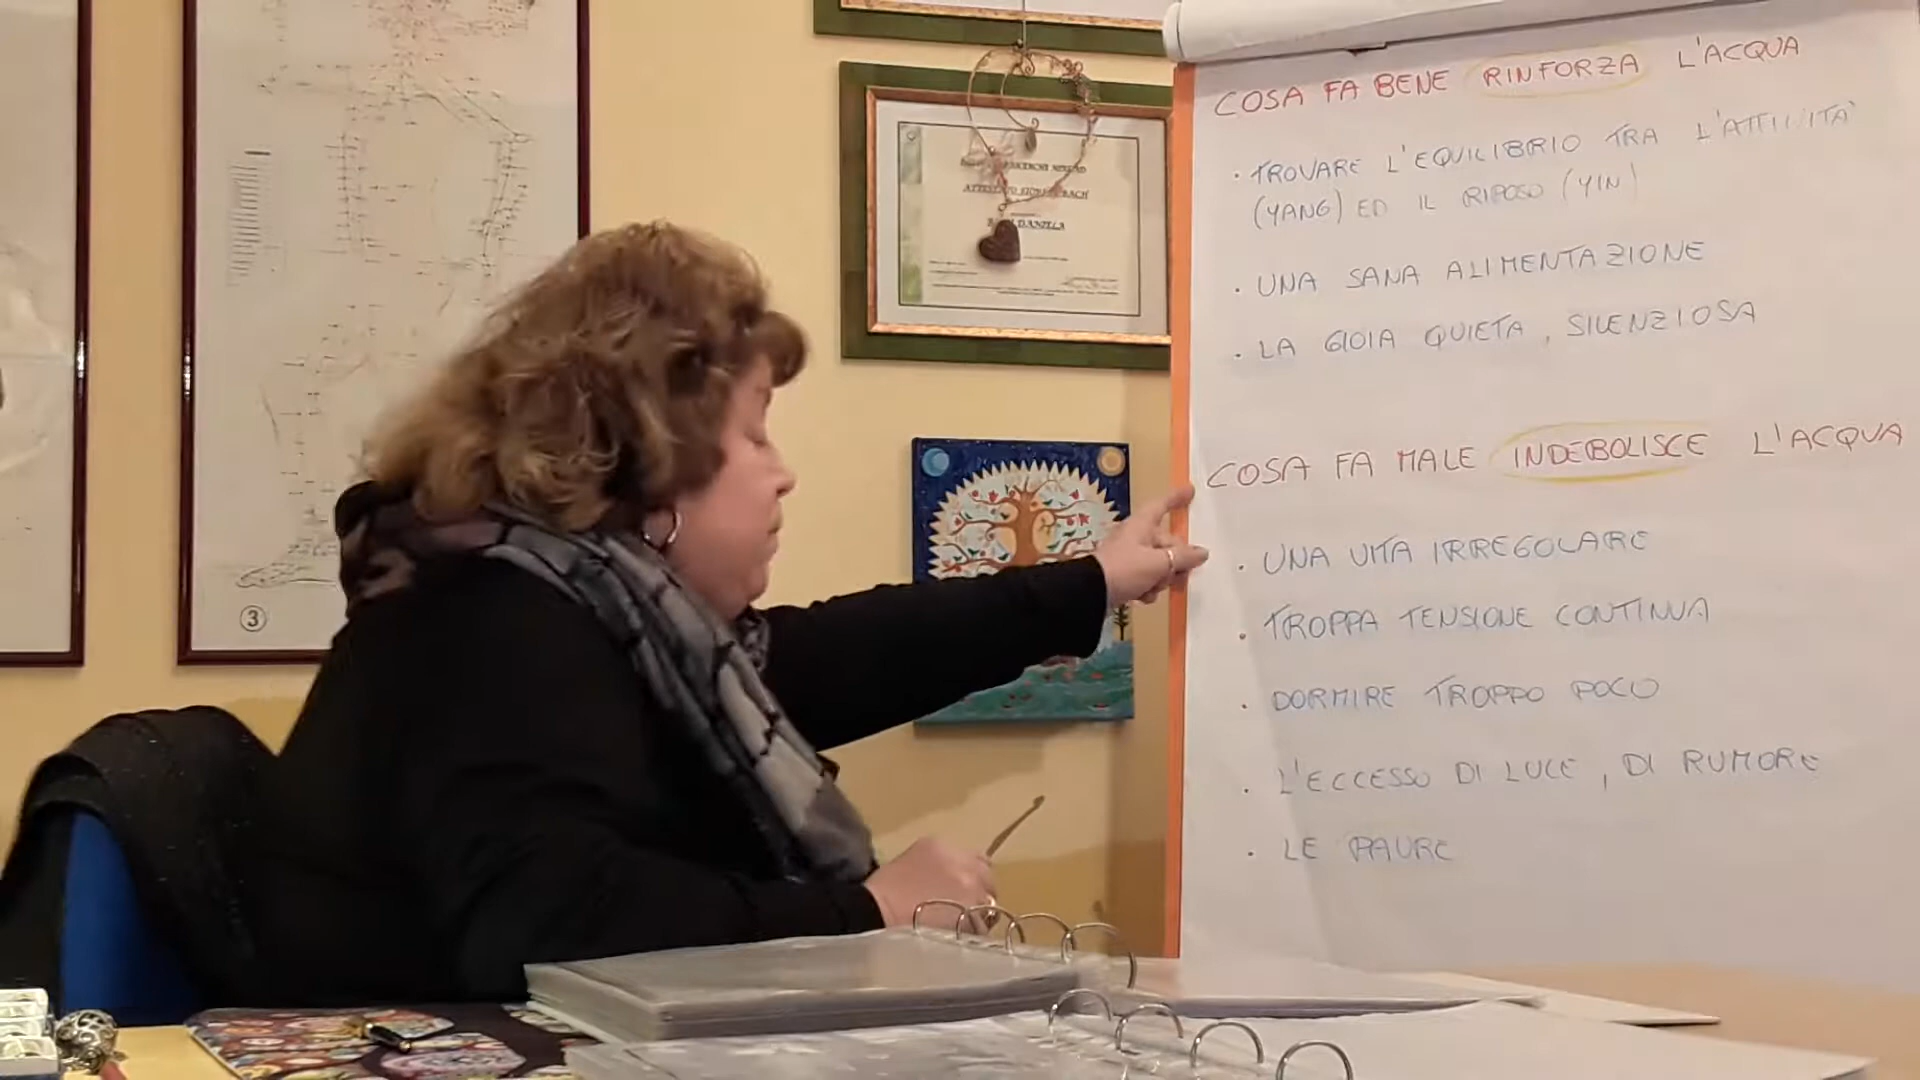 COSA FA BENE RINFORZA L'ACQUA
· TROVARE L'EQUILIBRIO TRA L'ATTIVITA'
(YANG) ED IL RIPOSO (YIN)
· UNA SANA ALIMENTAZIONE
· LA GIOIA QUIETA, SILENZIOSA
COSA FA MALE INDEBOLISCE L'ACQUA
· UNA VITA IRREGOLARE
· TROPPA TENSIONE CONTINUA
· DORMIRE TROPPO POCO
· L'ECCESSO DI LUCE, DI RUMORE
· LE PAURE
3